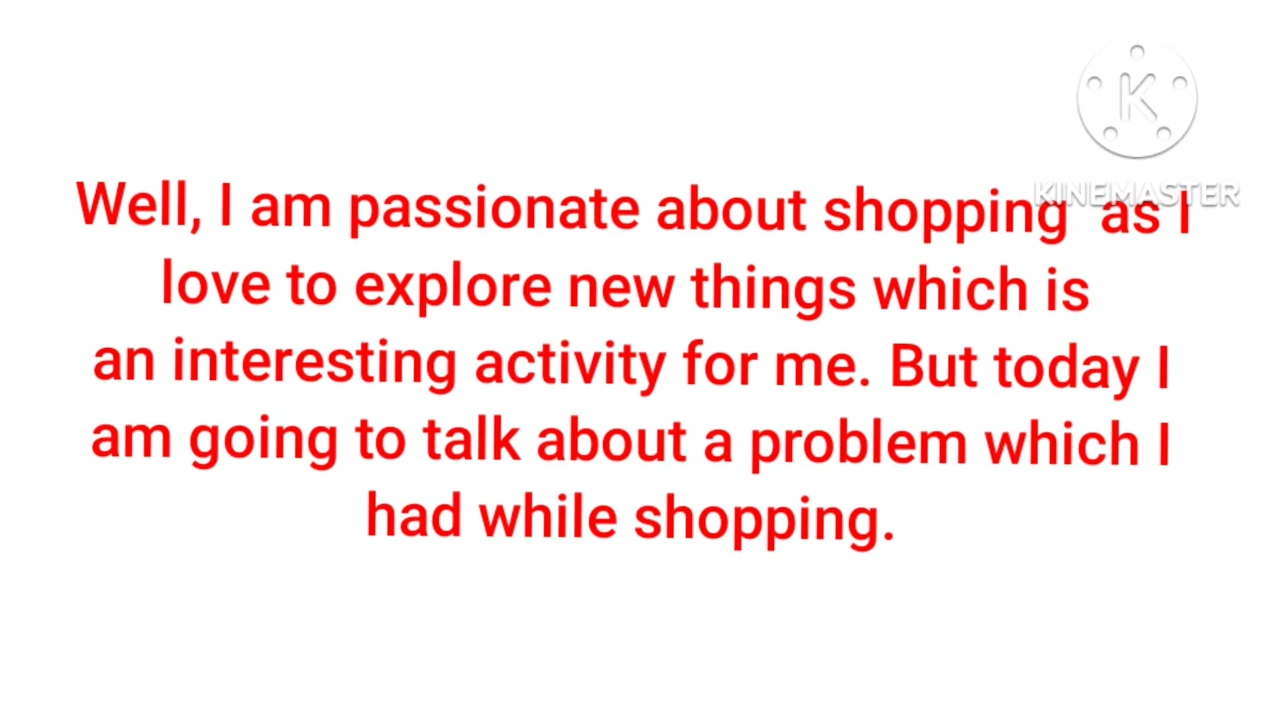 K
KINEMASTER
Well, I am passionate about shopping as I
love to explore new things which is
an interesting activity for me. But today I
am going to talk about a problem which I
had while shopping.